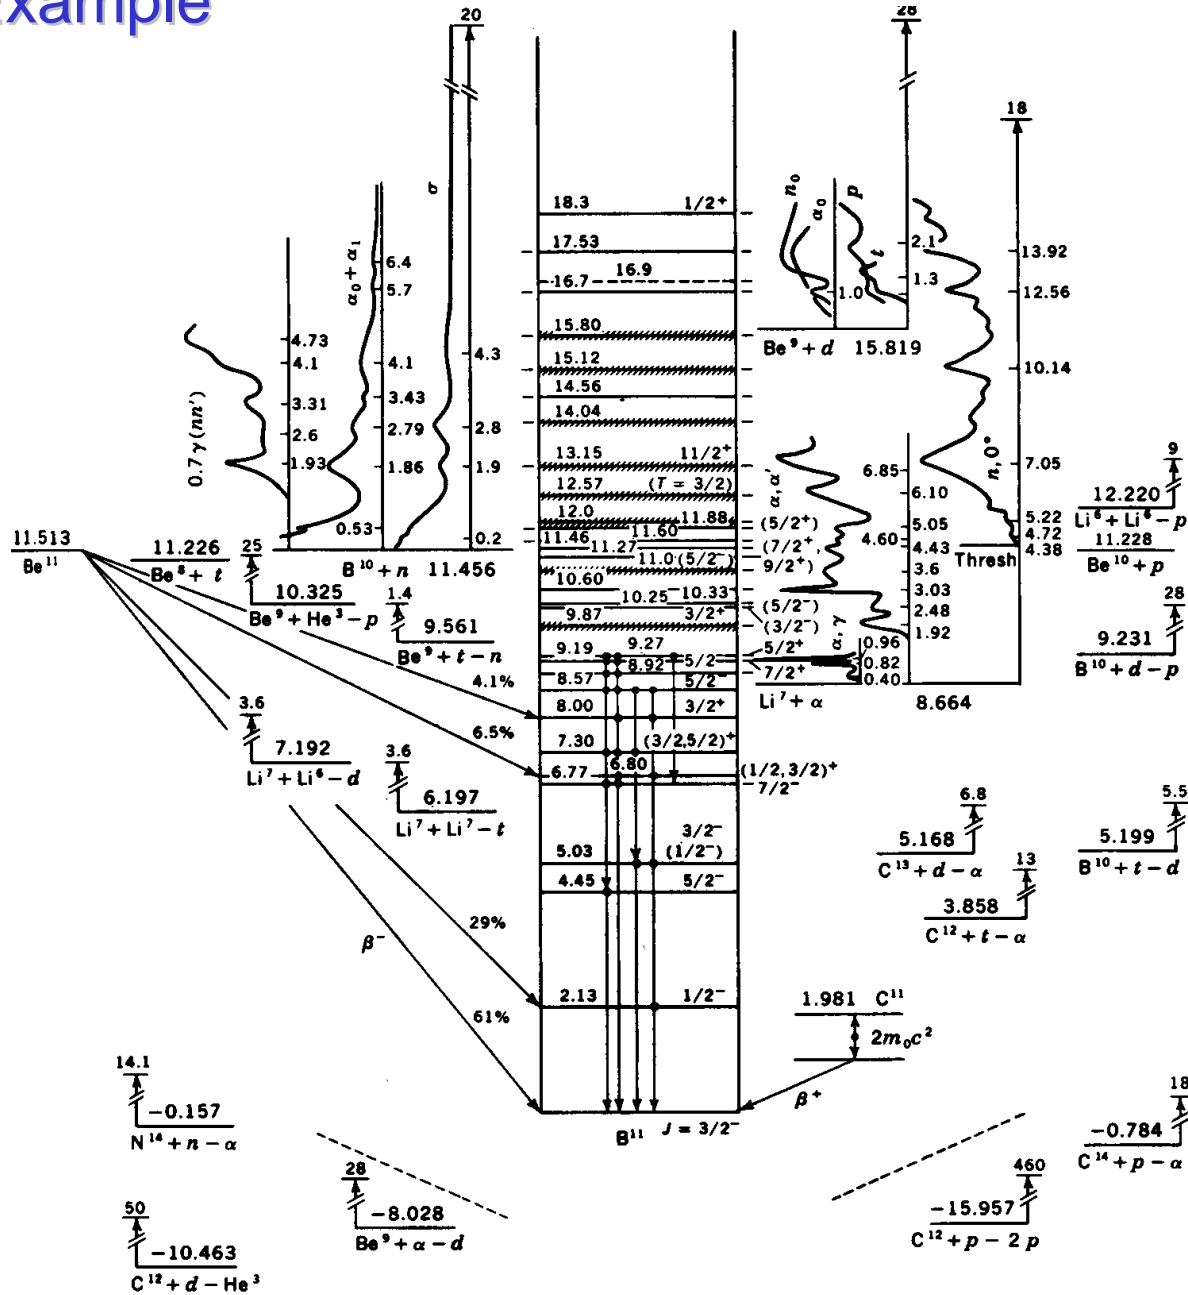 Example
20
28
18
σ
α₀ + α₁
0.7 γ (nn′)
4.73
4.1
3.31
2.6
1.93
0.53
6.4
5.7
4.1
3.43
2.79
1.86
4.3
2.8
1.9
0.2
B¹⁰ + n 11.456
18.3 1/2⁺
17.53
16.9
16.7
15.80
15.12
14.56
14.04
13.15 11/2⁺
12.57 (T = 3/2)
12.0 11.88 (5/2⁺)
11.60
11.46 (7/2⁺,
11.27 9/2⁺)
11.0 (5/2⁻)
10.60
10.25 10.33 (5/2⁻)
9.87 3/2⁺ (3/2⁻)
9.27 5/2⁺
9.19 5/2 7/2⁺
8.92
8.57 5/2⁻
8.00 3/2⁺
7.30 (3/2,5/2)⁺
6.80 (1/2,3/2)⁺
6.77 7/2⁻
3/2⁻
5.03 (1/2⁻)
4.45 5/2⁻
2.13 1/2⁻
B¹¹ J = 3/2⁻
n₀
α₀
p
t
2.1
1.3
1.0
Be⁹ + d 15.819
α, α′
α, γ
6.85
6.10
5.05
4.60
4.43
3.6
3.03
2.48
1.92
0.96
0.82
0.40
Li⁷ + α 8.664
n, 0°
13.92
12.56
10.14
7.05
5.22
4.72
4.38
Thresh
11.513
Be¹¹
11.226
Be⁸ + t
25
10.325
Be⁹ + He³ − p
1.4
9.561
Be⁹ + t − n
4.1%
6.5%
29%
61%
β⁻
3.6
7.192
Li⁷ + Li⁶ − d
3.6
6.197
Li⁷ + Li⁷ − t
9
12.220
Li⁶ + Li⁶ − p
11.228
Be¹⁰ + p
28
9.231
B¹⁰ + d − p
6.8
5.168
C¹³ + d − α
5.5
5.199
B¹⁰ + t − d
13
3.858
C¹² + t − α
1.981 C¹¹
2m₀c²
β⁺
14.1
−0.157
N¹⁴ + n − α
18
−0.784
C¹⁴ + p − α
28
−8.028
Be⁹ + α − d
460
−15.957
C¹² + p − 2p
50
−10.463
C¹² + d − He³